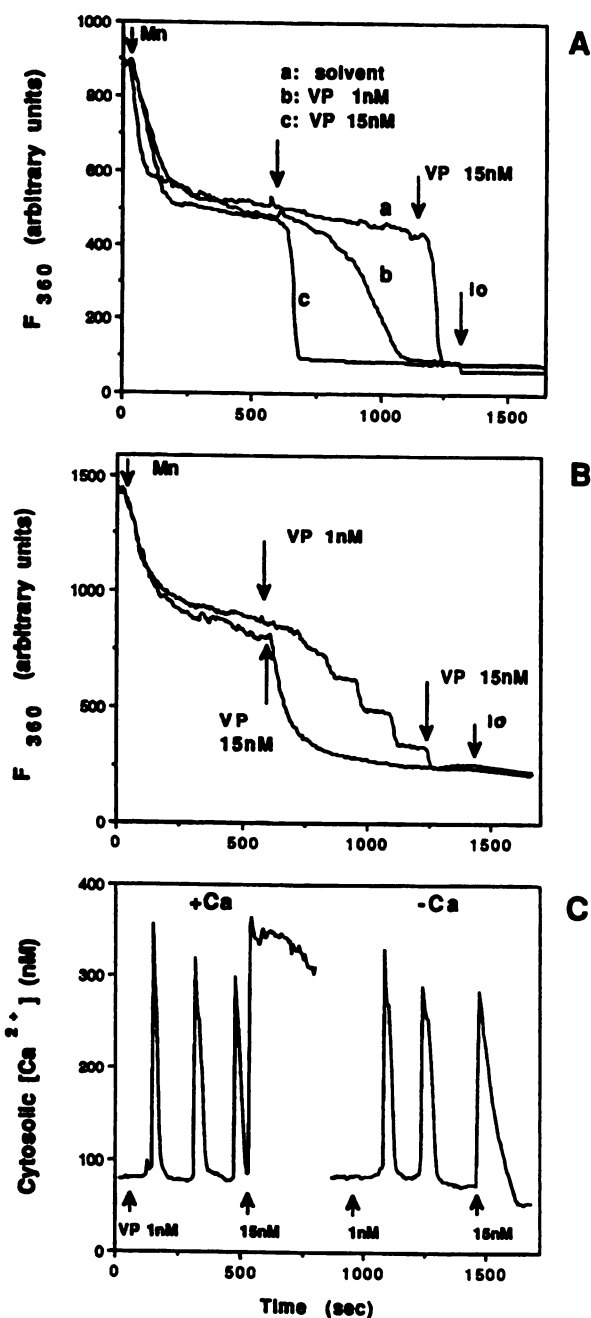 A
1000
800
600
400
200
0
F 360 (arbitrary units)
Mn
a: solvent
b: VP 1nM
c: VP 15nM
VP 15nM
a
b
c
Io
0 500 1000 1500
B
1500
1000
500
0
F 360 (arbitrary units)
Mn
VP 1nM
VP
15nM
VP 15nM
Io
0 500 1000 1500
C
400
300
200
100
0
Cytosolic [Ca 2+] (nM)
+Ca
-Ca
VP 1nM
15nM
1nM
15nM
0 500 1000 1500
Time (sec)